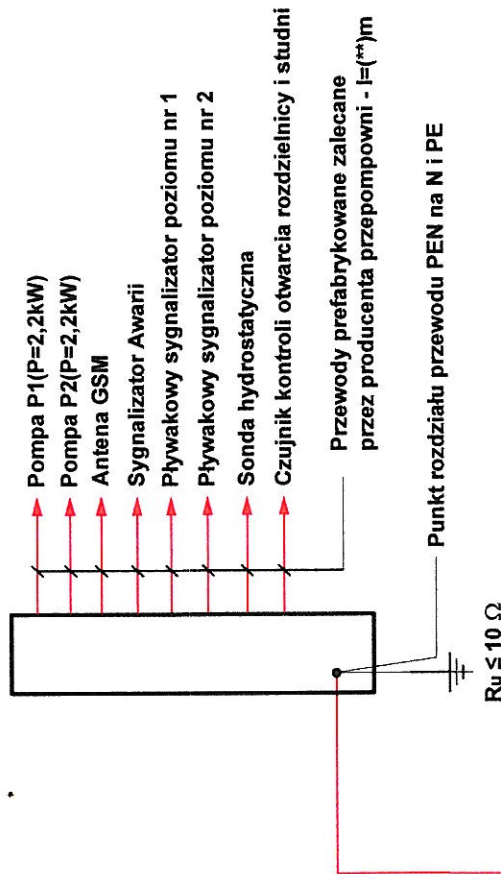 Pompa P1(P=2,2kW)
Pompa P2(P=2,2kW)
Antena GSM
Sygnalizator Awarii
Pływakowy sygnalizator poziomu nr 1
Pływakowy sygnalizator poziomu nr 2
Sonda hydrostatyczna
Czujnik kontroli otwarcia rozdzielnicy i studni
Przewody prefabrykowane zalecane
przez producenta przepompowni - l=(**)m
Punkt rozdziału przewodu PEN na N i PE
Ru ≤ 10 Ω